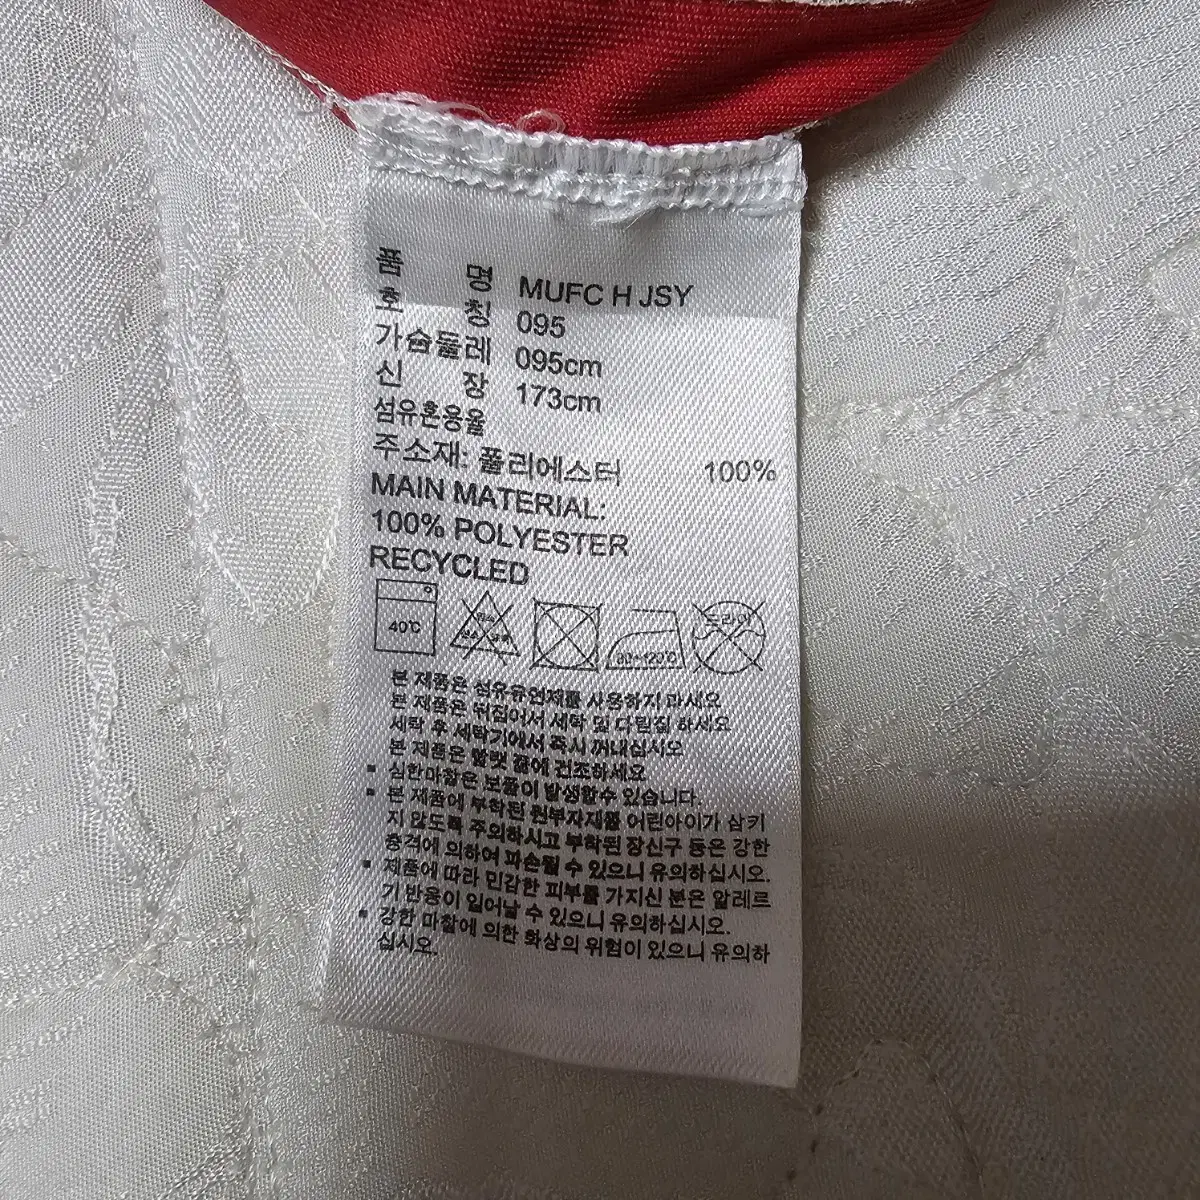 품 명 MUFC H JSY
호 칭 095
가슴둘레 095cm
신 장 173cm
섬유혼용율
주소재: 폴리에스터 100%
MAIN MATERIAL:
100% POLYESTER
RECYCLED
40℃
80~120℃
드라이
본 제품은 섬유유연제를 사용하지 마세요
본 제품은 뒤집어서 세탁 및 다림질 하세요
세탁 후 세탁기에서 즉시 꺼내십시오
본 제품은 햇볕 끝에 건조하세요
▪ 심한마찰은 보풀이 발생할수 있습니다.
▪ 본 제품에 부착된 원부자재를 어린아이가 삼키
지 않도록 주의하시고 부착된 장신구 등은 강한
충격에 의하여 파손될 수 있으니 유의하십시오.
▪ 제품에 따라 민감한 피부를 가지신 분은 알레르
기 반응이 일어날 수 있으니 유의하십시오.
▪ 강한 마찰에 의한 화상의 위험이 있으니 유의하
십시오.